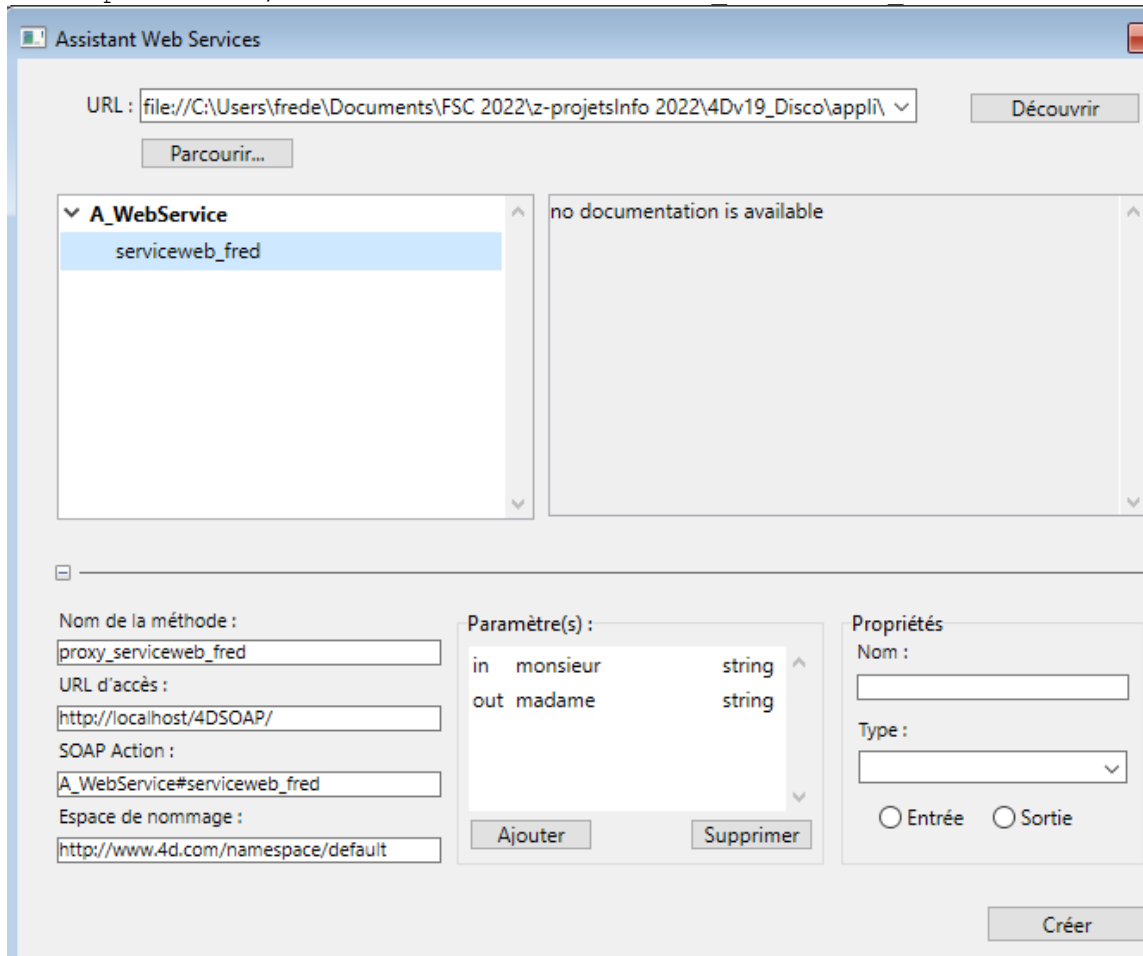 Assistant Web Services
URL : file://C:\Users\frede\Documents\FSC 2022\z-projetsInfo 2022\4Dv19_Disco\appli\
Découvrir
Parcourir...
A_WebService
serviceweb_fred
no documentation is available
Nom de la méthode :
proxy_serviceweb_fred
URL d'accès :
http://localhost/4DSOAP/
SOAP Action :
A_WebService#serviceweb_fred
Espace de nommage :
http://www.4d.com/namespace/default
Paramètre(s) :
in monsieur string
out madame string
Ajouter Supprimer
Propriétés
Nom :
Type :
Entrée Sortie
Créer